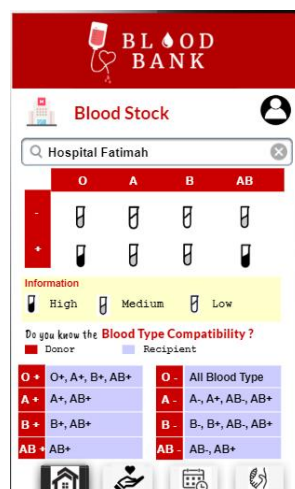 BLOOD
BANK
Blood Stock
Hospital Fatimah
O A B AB
-
+
Information
High Medium Low
Do you know the Blood Type Compatibility ?
Donor Recipient
O + O+, A+, B+, AB+
A + A+, AB+
B + B+, AB+
AB + AB+
O - All Blood Type
A - A-, A+, AB-, AB+
B - B-, B+, AB-, AB+
AB - AB-, AB+